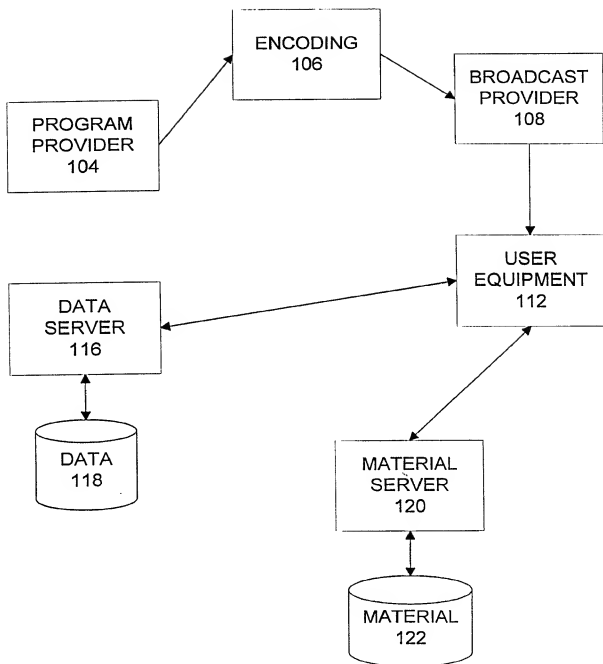 ENCODING
106
BROADCAST
PROVIDER
108
PROGRAM
PROVIDER
104
USER
EQUIPMENT
112
DATA
SERVER
116
DATA
118
MATERIAL
SERVER
120
MATERIAL
122